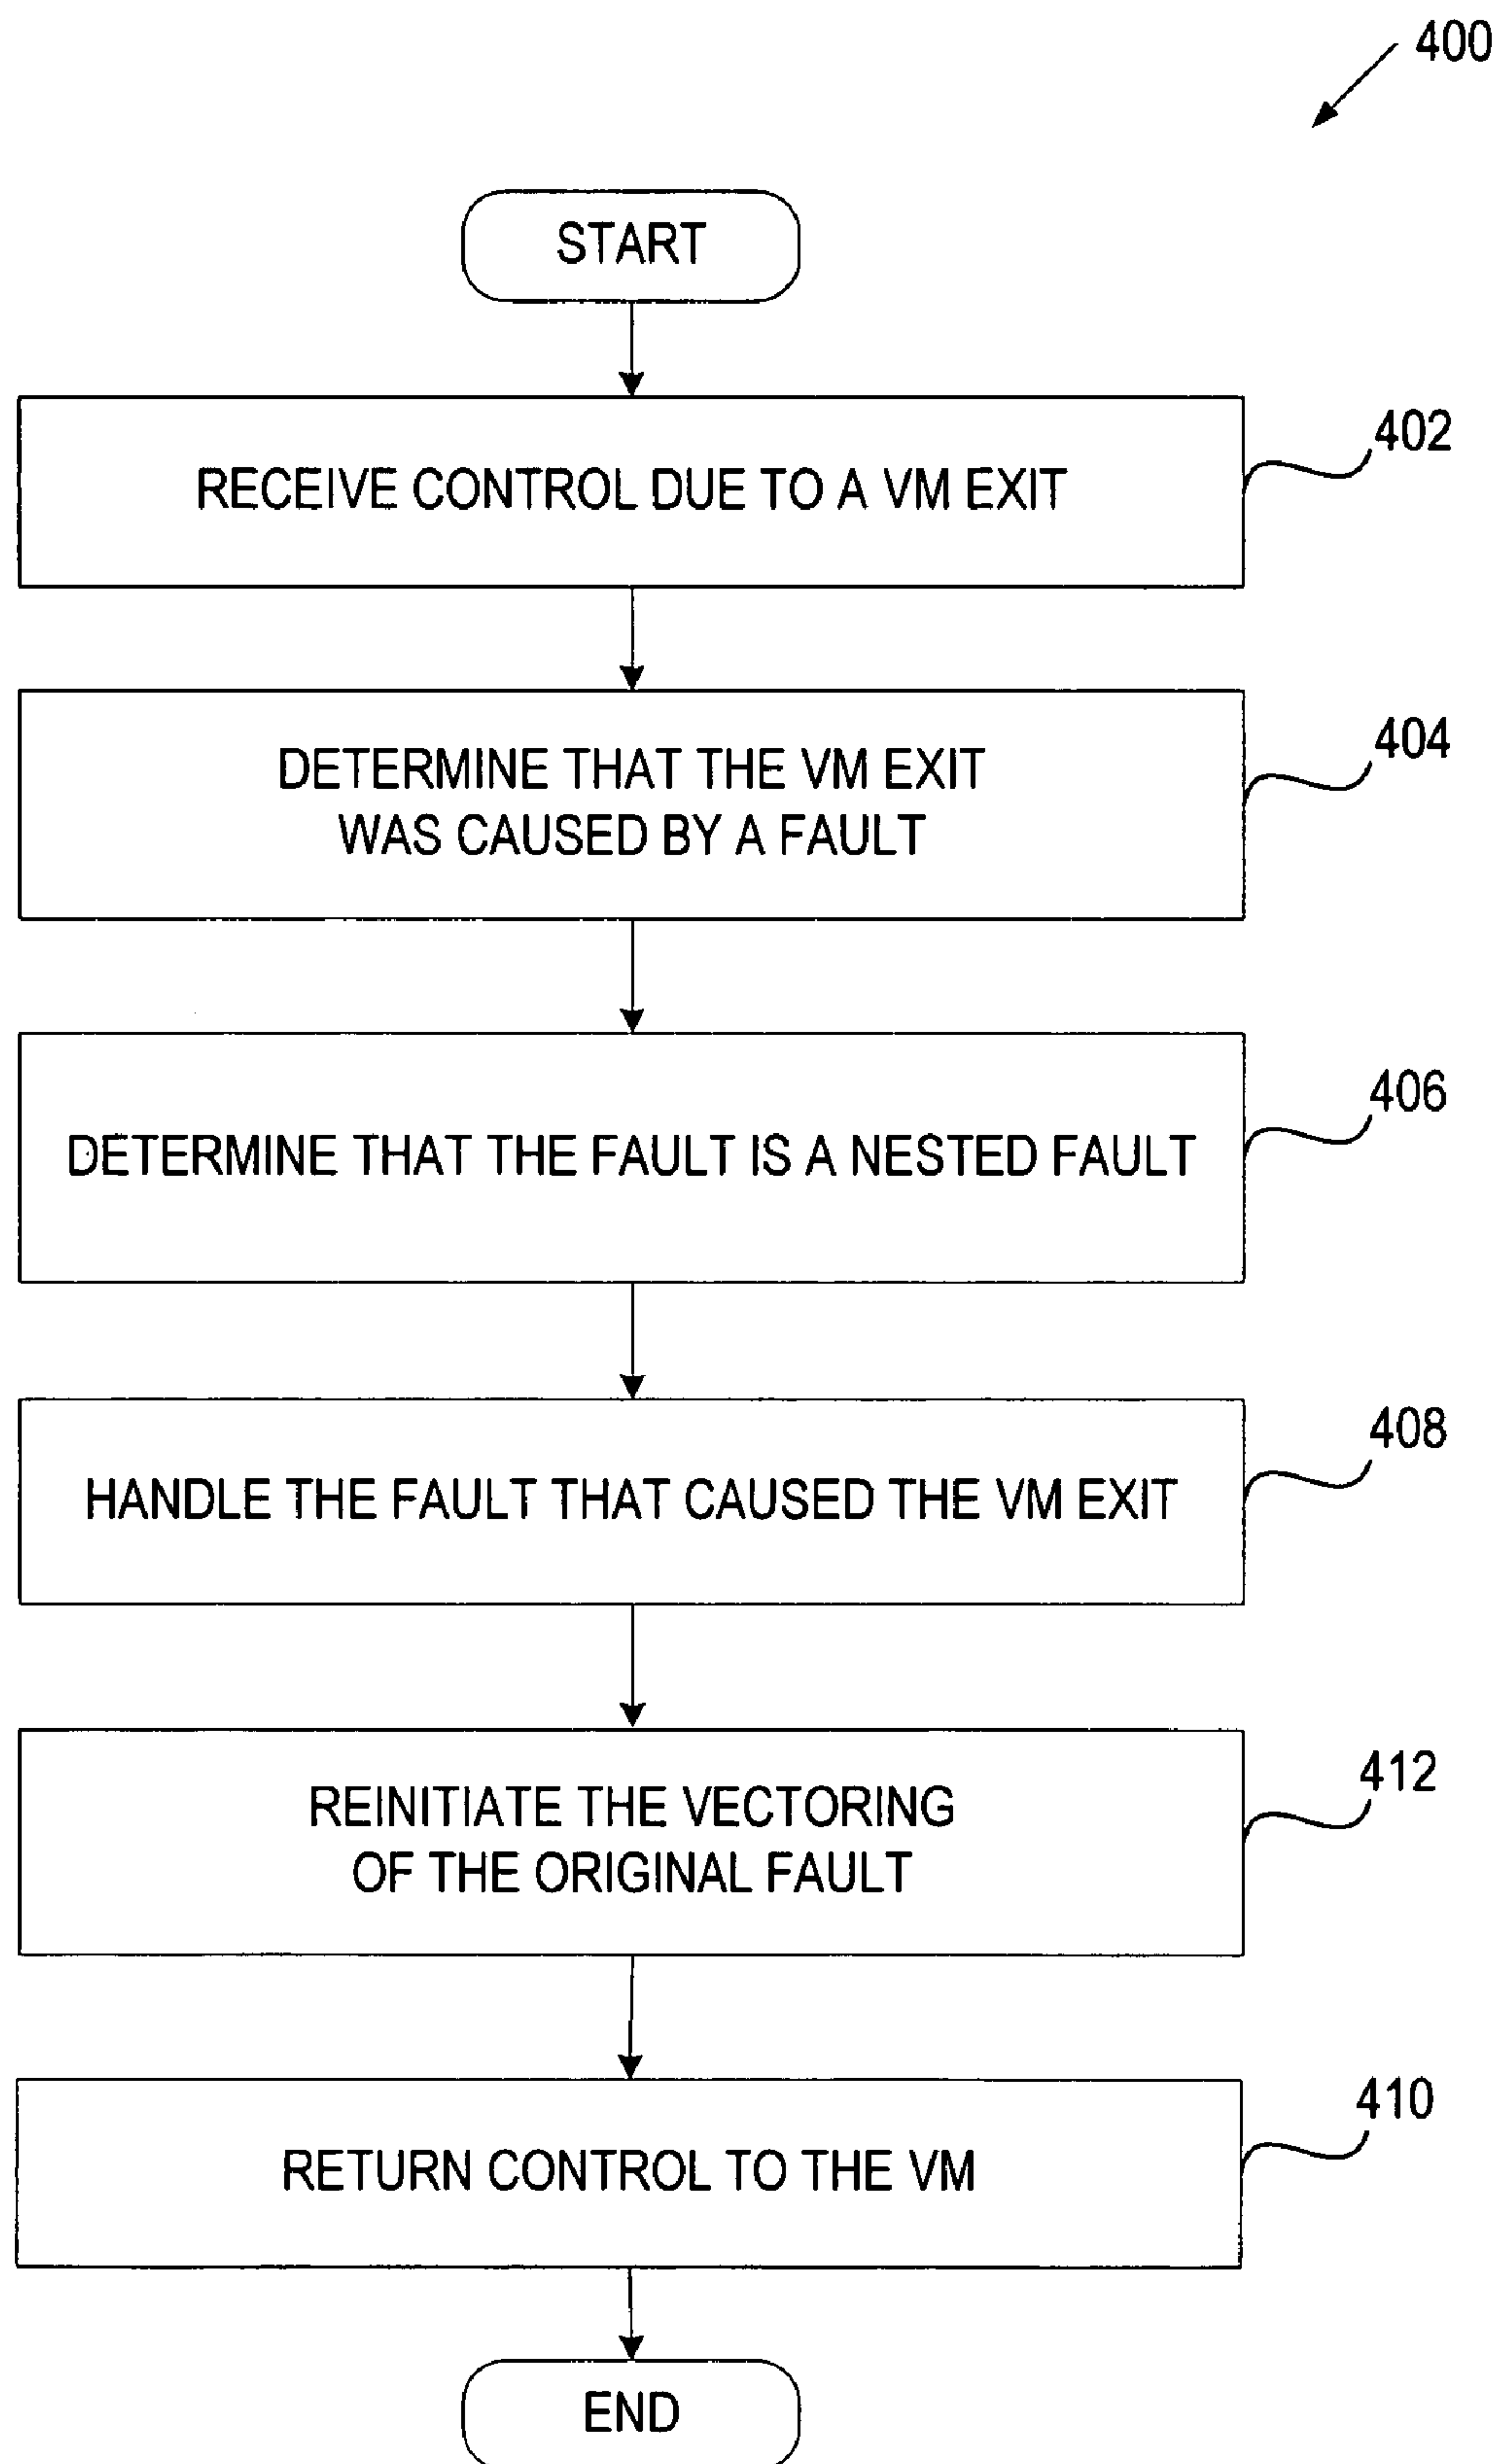 400
START
RECEIVE CONTROL DUE TO A VM EXIT
402
DETERMINE THAT THE VM EXIT
WAS CAUSED BY A FAULT
404
DETERMINE THAT THE FAULT IS A NESTED FAULT
406
HANDLE THE FAULT THAT CAUSED THE VM EXIT
408
REINITIATE THE VECTORING
OF THE ORIGINAL FAULT
412
RETURN CONTROL TO THE VM
410
END